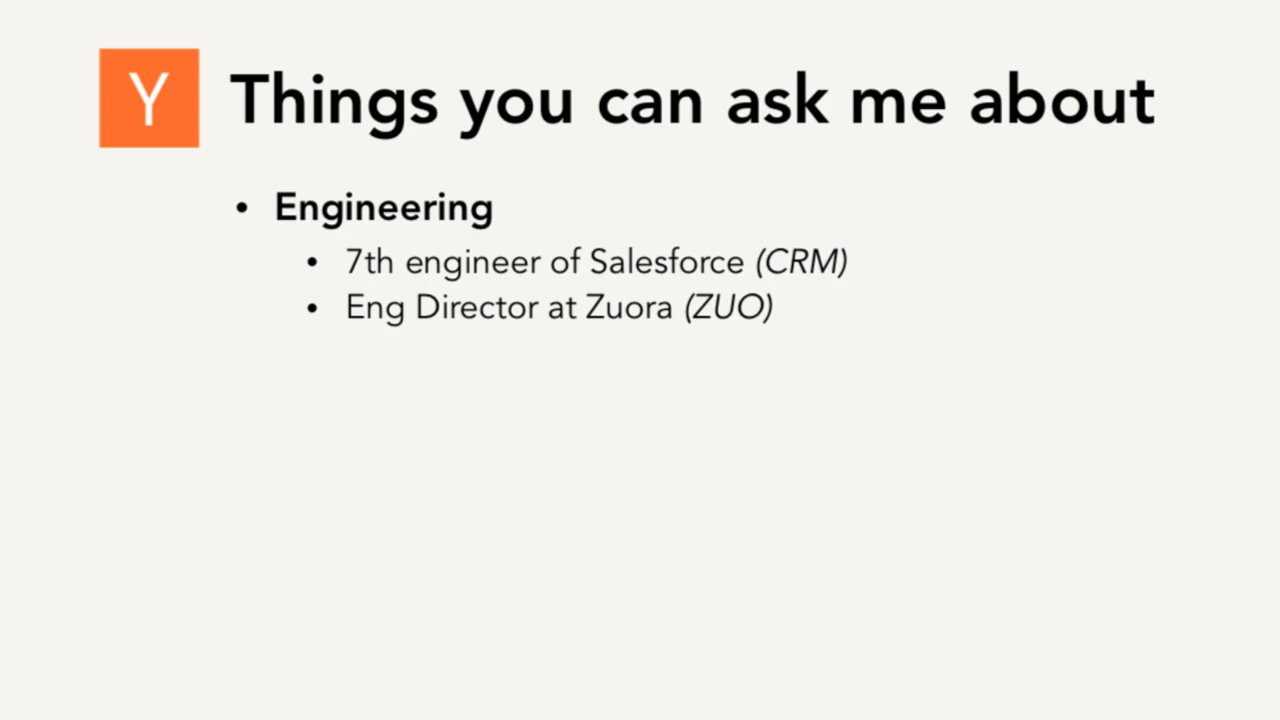 Y
Things you can ask me about
• Engineering
• 7th engineer of Salesforce (CRM)
• Eng Director at Zuora (ZUO)